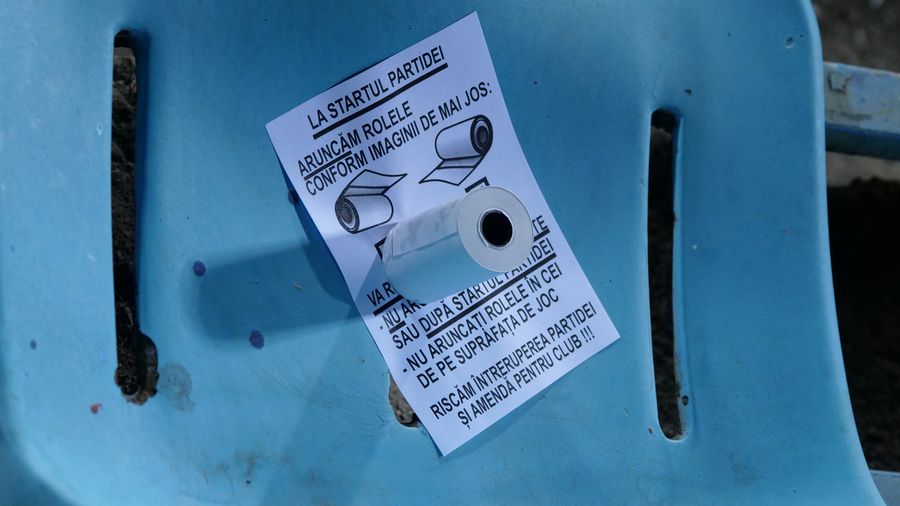 LA STARTUL PARTIDEI
ARUNCĂM ROLELE
CONFORM IMAGINII DE MAI JOS:
VA
- NU
SAU DUPĂ STARTUL PARTIDEI
- NU ARUNCAȚI ROLELE ÎN CEI
DE PE SUPRAFAȚA DE JOC
RISCĂM ÎNTRERUPEREA PARTIDEI
ȘI AMENDĂ PENTRU CLUB !!!